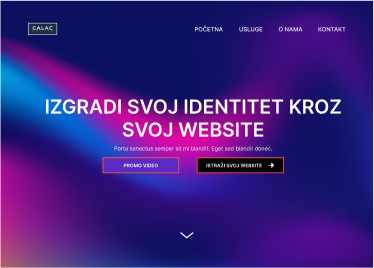 CALAC
POČETNA USLUGE O NAMA KONTAKT
IZGRADI SVOJ IDENTITET KROZ
SVOJ WEBSITE
Porta senectus semper sit mi blandit. Eget sed blandit donec.
PROMO VIDEO ISTRAŽI SVOJ WEBSITE